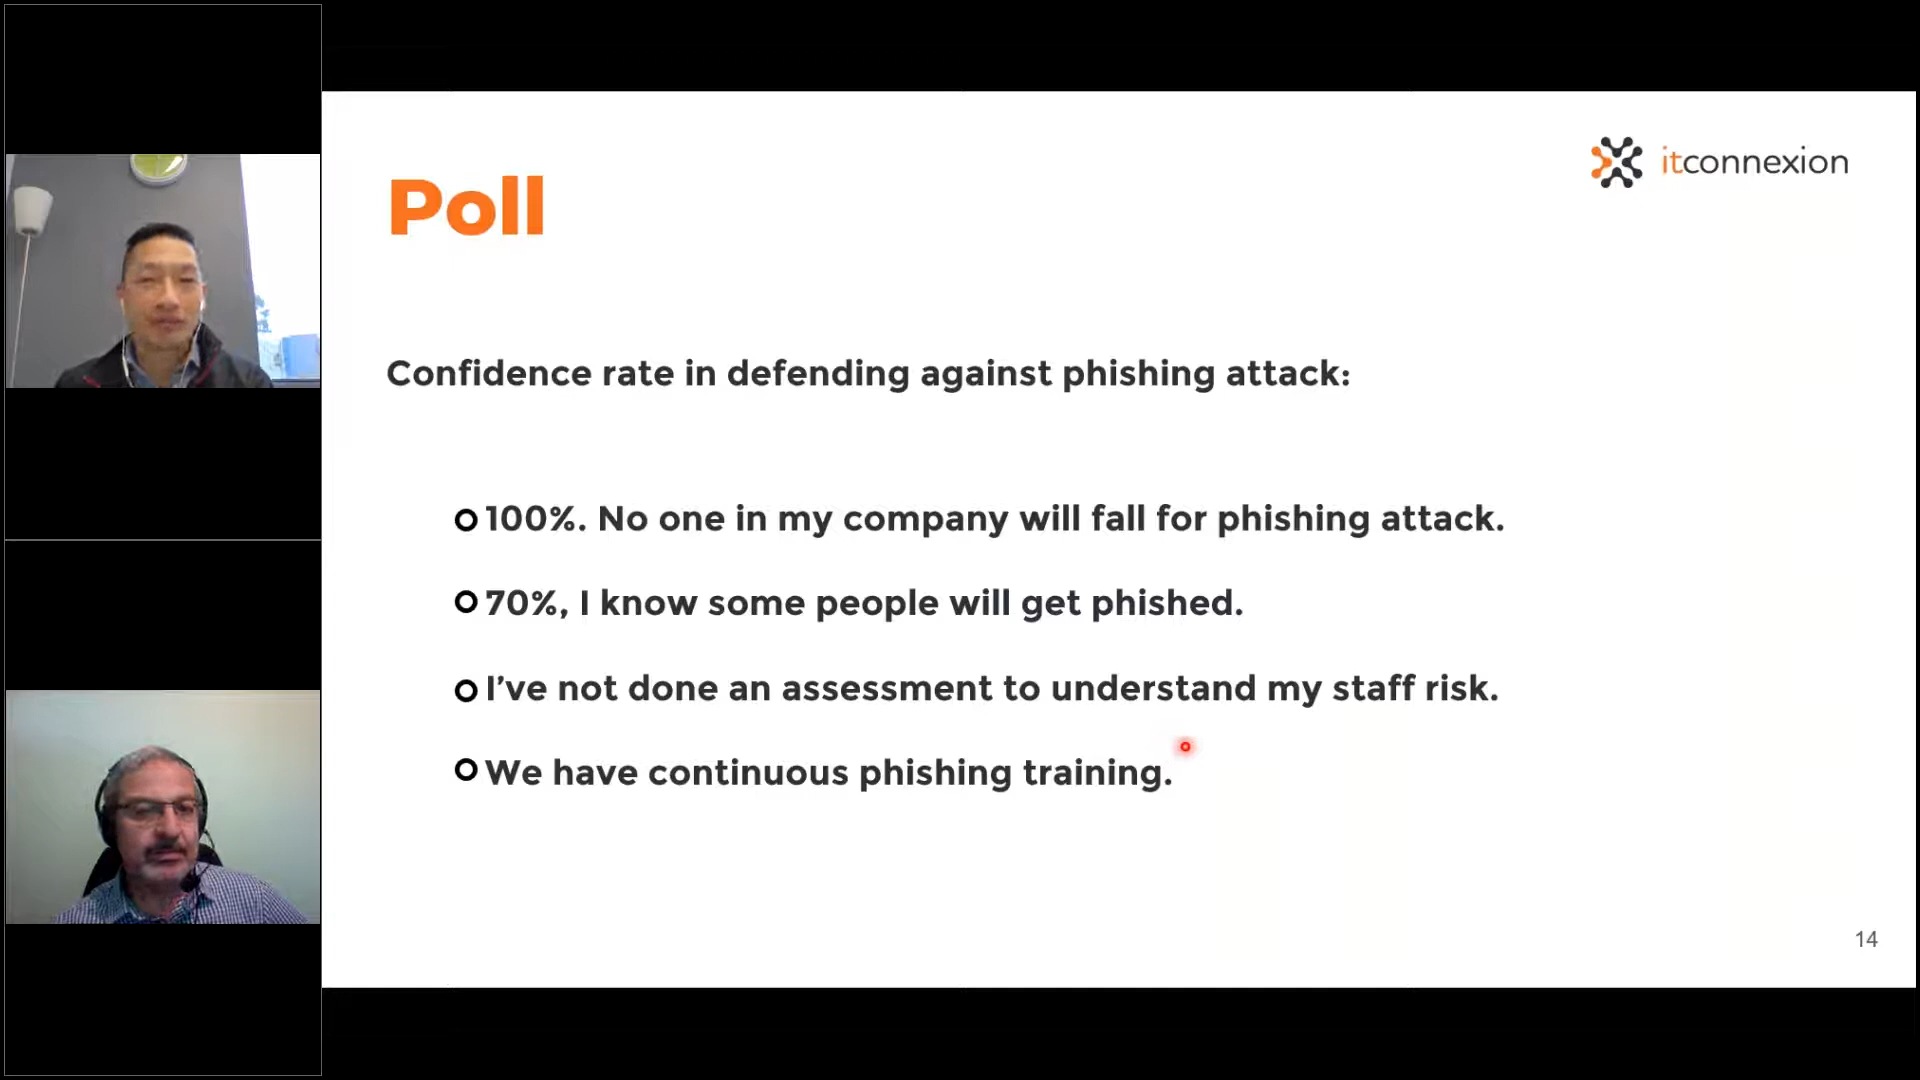 itconnexion
Poll
Confidence rate in defending against phishing attack:
100%. No one in my company will fall for phishing attack.
70%, I know some people will get phished.
I’ve not done an assessment to understand my staff risk.
We have continuous phishing training.
14